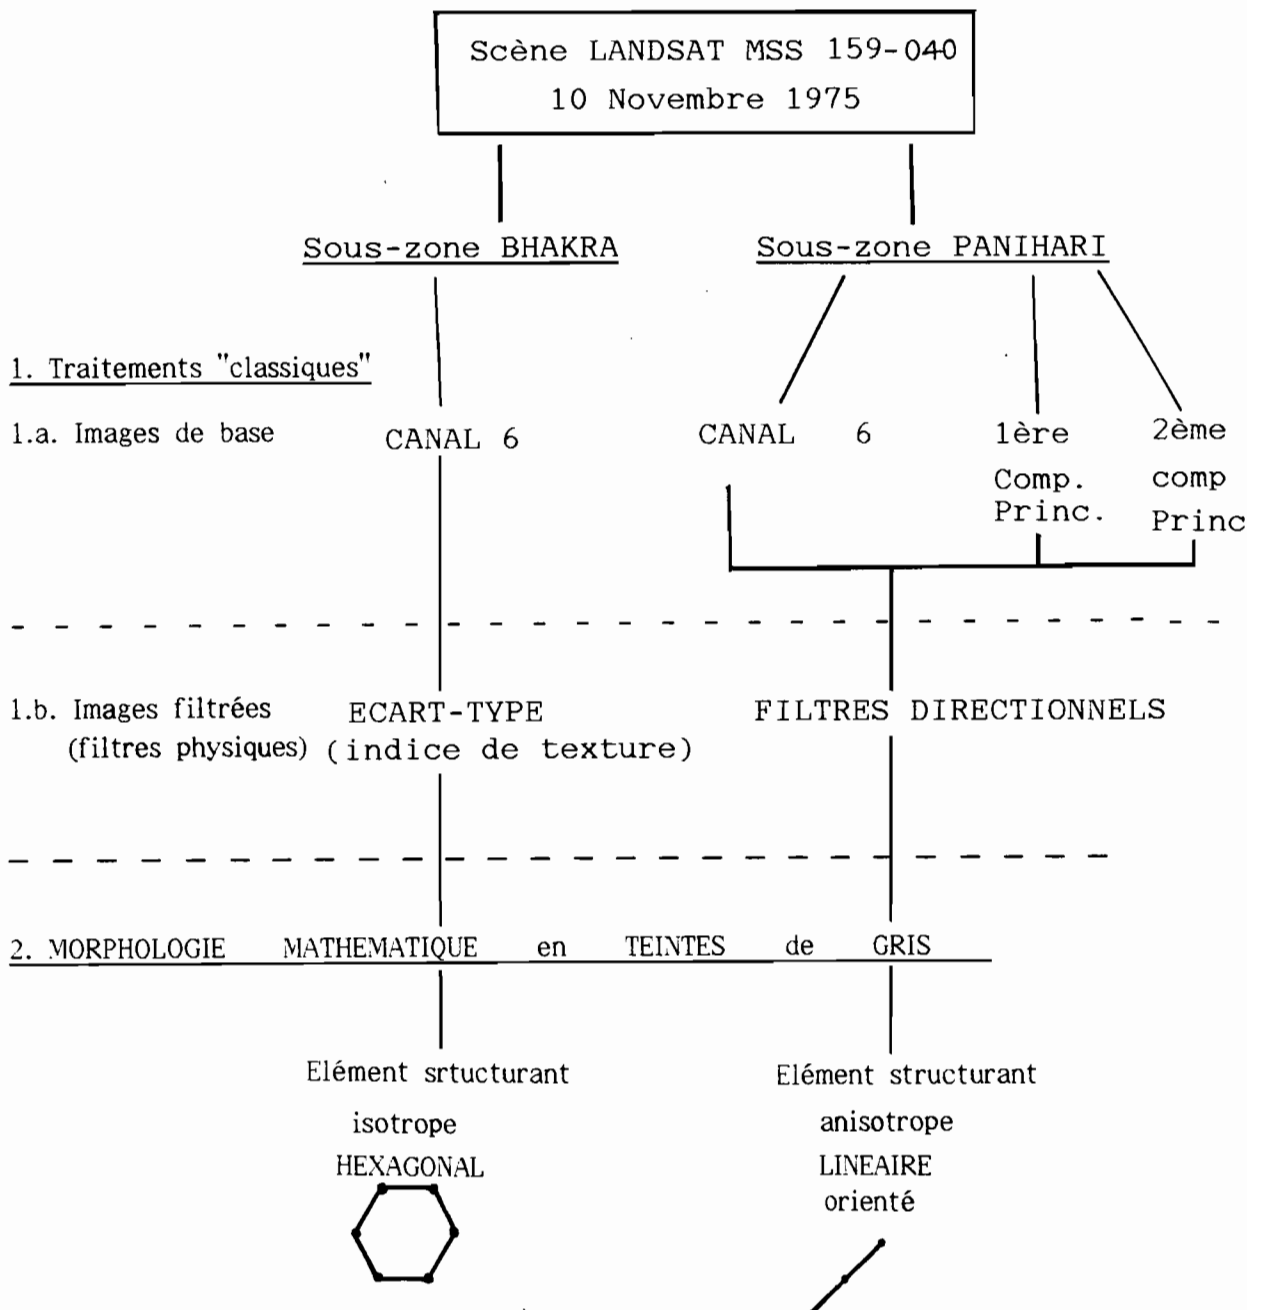 Scène LANDSAT MSS 159-040
10 Novembre 1975
Sous-zone BHAKRA
Sous-zone PANIHARI
1. Traitements "classiques"
1.a. Images de base
CANAL 6
CANAL 6
1ère
Comp.
Princ.
2ème
comp
Princ
1.b. Images filtrées
(filtres physiques)
ECART-TYPE
(indice de texture)
FILTRES DIRECTIONNELS
2. MORPHOLOGIE MATHEMATIQUE en TEINTES de GRIS
Elément srtucturant
isotrope
HEXAGONAL
Elément structurant
anisotrope
LINEAIRE
orienté